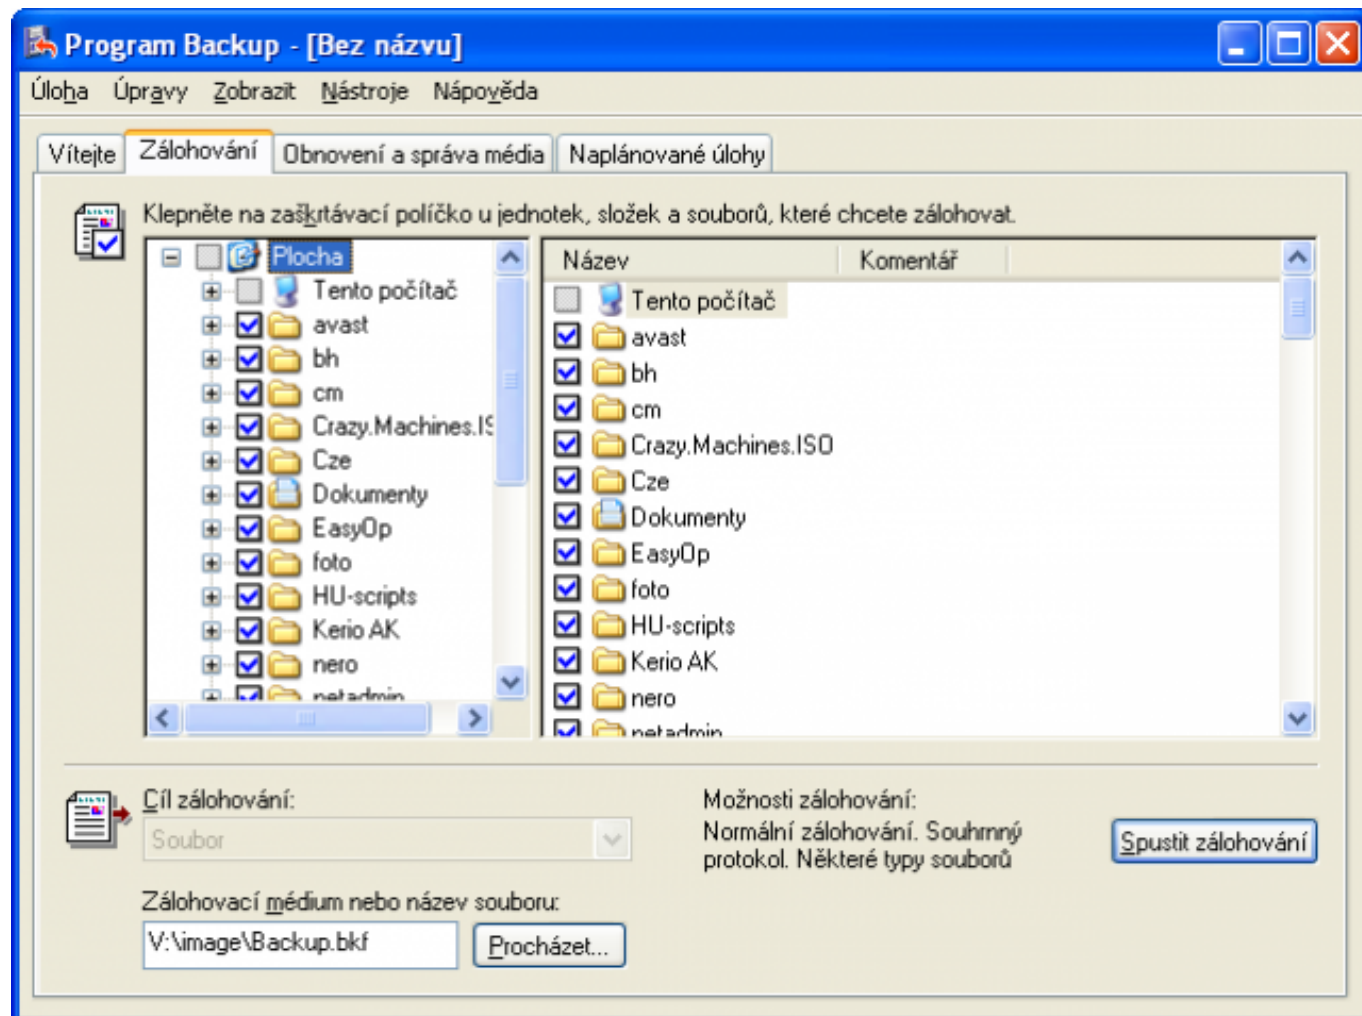 Program Backup - [Bez názvu]
Úloha Úpravy Zobrazit Nástroje Nápověda
Vítejte Zálohování Obnovení a správa média Naplánované úlohy
Klepněte na zaškrtávací políčko u jednotek, složek a souborů, které chcete zálohovat.
Plocha
Tento počítač
avast
bh
cm
Crazy.Machines.IS
Cze
Dokumenty
EasyOp
foto
HU-scripts
Kerio AK
nero
netadmin
Název Komentář
Tento počítač
avast
bh
cm
Crazy.Machines.ISO
Cze
Dokumenty
EasyOp
foto
HU-scripts
Kerio AK
nero
netadmin
Cíl zálohování:
Soubor
Zálohovací médium nebo název souboru:
V:\image\Backup.bkf Procházet...
Možnosti zálohování:
Normální zálohování. Souhrnný
protokol. Některé typy souborů
Spustit zálohování